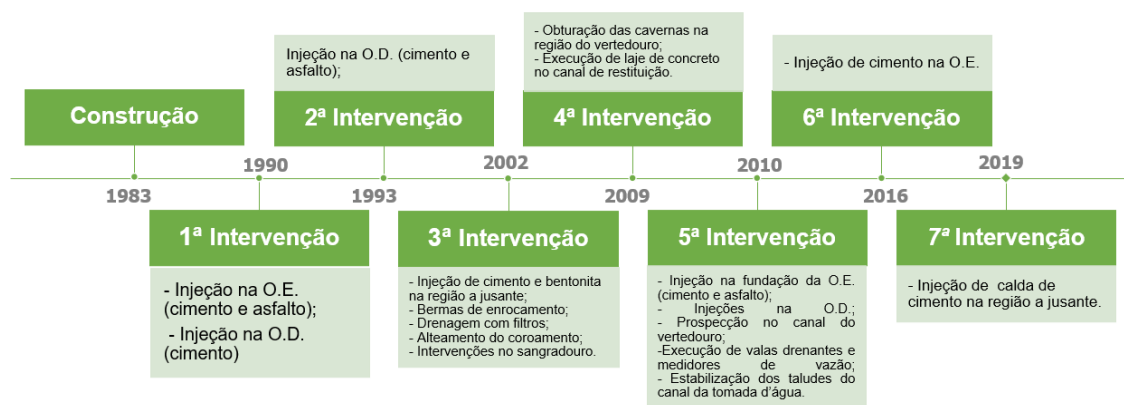 Construção
1983
1990
1ª Intervenção
- Injeção na O.E.
(cimento e asfalto);
- Injeção na O.D.
(cimento)
Injeção na O.D. (cimento e
asfalto);
2ª Intervenção
1993
2002
3ª Intervenção
- Injeção de cimento e bentonita
na região a jusante;
- Bermas de enrocamento;
- Drenagem com filtros;
- Alteamento do coroamento;
- Intervenções no sangradouro.
- Obturação das cavernas na
região do vertedouro;
- Execução de laje de concreto
no canal de restituição.
4ª Intervenção
2009
2010
5ª Intervenção
- Injeção na fundação da O.E.
(cimento e asfalto);
- Injeções na O.D.;
- Prospecção no canal do
vertedouro;
-Execução de valas drenantes e
medidores de vazão;
- Estabilização dos taludes do
canal da tomada d’água.
- Injeção de cimento na O.E.
6ª Intervenção
2016
2019
7ª Intervenção
- Injeção de calda de
cimento na região a jusante.